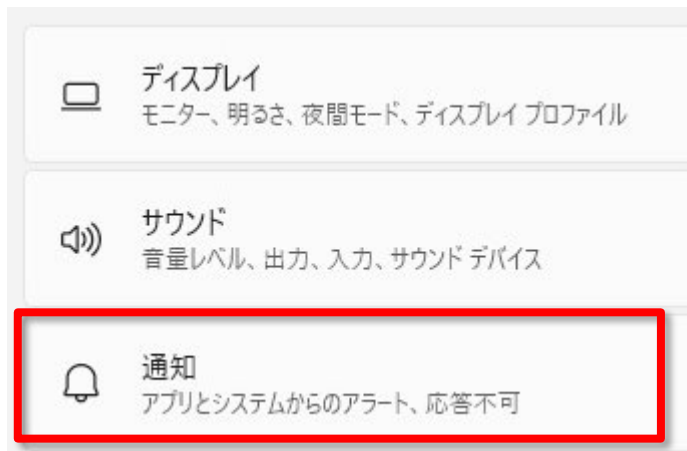 ディスプレイ
モニター、明るさ、夜間モード、ディスプレイ プロファイル
サウンド
音量レベル、出力、入力、サウンド デバイス
通知
アプリとシステムからのアラート、応答不可